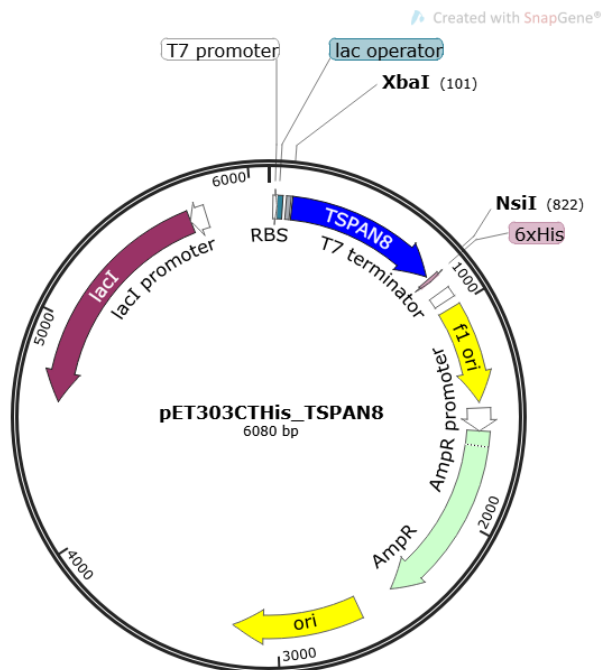 Created with SnapGene®
T7 promoter
lac operator
XbaI (101)
6000
NsiI (822)
6xHis
RBS
TSPAN8
T7 terminator
1000
lacI promoter
lacI
f1 ori
5000
AmpR promoter
pET303CTHis_TSPAN8
6080 bp
2000
AmpR
4000
ori
3000